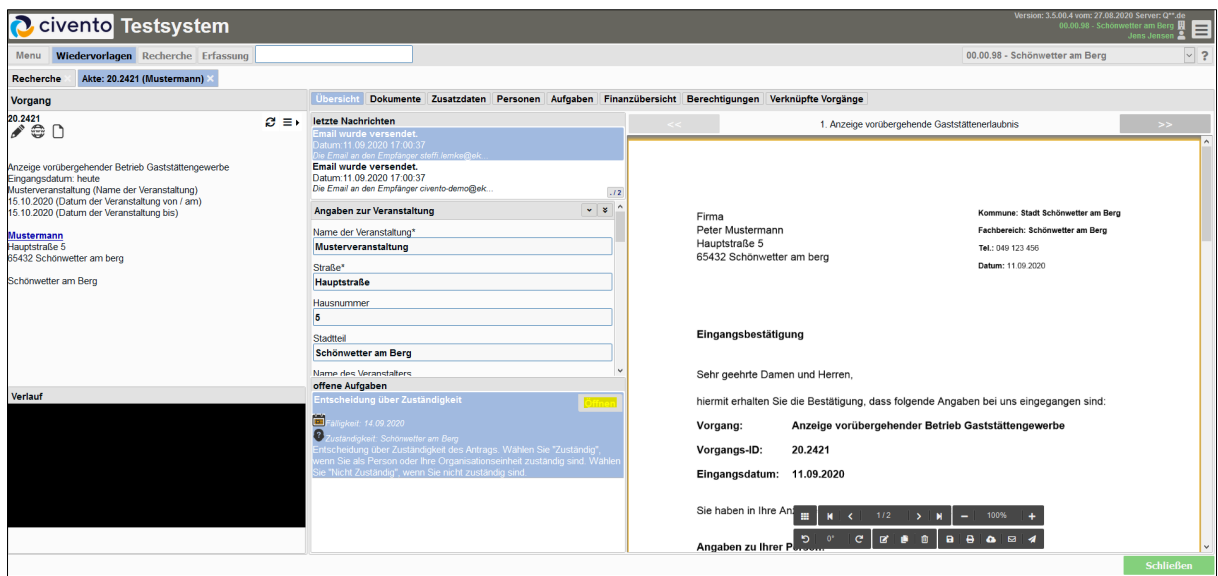 civento Testsystem
Version: 3.5.00.4 vom: 27.08.2020 Server: Q**.de
00.00.98 - Schönwetter am Berg
Jens Jensen
Menu Wiedervorlagen Recherche Erfassung
00.00.98 - Schönwetter am Berg ?
Recherche × Akte: 20.2421 (Mustermann) ×
Vorgang
20.2421
Anzeige vorübergehender Betrieb Gaststättengewerbe
Eingangsdatum: heute
Musterveranstaltung (Name der Veranstaltung)
15.10.2020 (Datum der Veranstaltung von / am)
15.10.2020 (Datum der Veranstaltung bis)
Mustermann
Hauptstraße 5
65432 Schönwetter am berg
Schönwetter am Berg
Verlauf
Übersicht Dokumente Zusatzdaten Personen Aufgaben Finanzübersicht Berechtigungen Verknüpfte Vorgänge
letzte Nachrichten
Email wurde versendet.
Datum:11.09.2020 17:00:37
Die Email an den Empfänger steffi.lemke@ek...
Email wurde versendet.
Datum:11.09.2020 17:00:37
Die Email an den Empfänger civento-demo@ek...
./2
Angaben zur Veranstaltung
Name der Veranstaltung*
Musterveranstaltung
Straße*
Hauptstraße
Hausnummer
5
Stadtteil
Schönwetter am Berg
Name des Veranstalters
offene Aufgaben
Entscheidung über Zuständigkeit
Öffnen
Fälligkeit: 14.09.2020
Zuständigkeit: Schönwetter am Berg
Entscheidung über Zuständigkeit des Antrags. Wählen Sie "Zuständig",
wenn Sie als Person oder Ihre Organisationseinheit zuständig sind. Wählen
Sie "Nicht Zuständig", wenn Sie nicht zuständig sind.
<< 1. Anzeige vorübergehende Gaststättenerlaubnis >>
Firma
Peter Mustermann
Hauptstraße 5
65432 Schönwetter am berg
Kommune: Stadt Schönwetter am Berg
Fachbereich: Schönwetter am Berg
Tel.: 049 123 456
Datum: 11.09.2020
Eingangsbestätigung
Sehr geehrte Damen und Herren,
hiermit erhalten Sie die Bestätigung, dass folgende Angaben bei uns eingegangen sind:
Vorgang: Anzeige vorübergehender Betrieb Gaststättengewerbe
Vorgangs-ID: 20.2421
Eingangsdatum: 11.09.2020
Sie haben in Ihre
1/2 100%
0°
Angaben zu Ihrer
Schließen